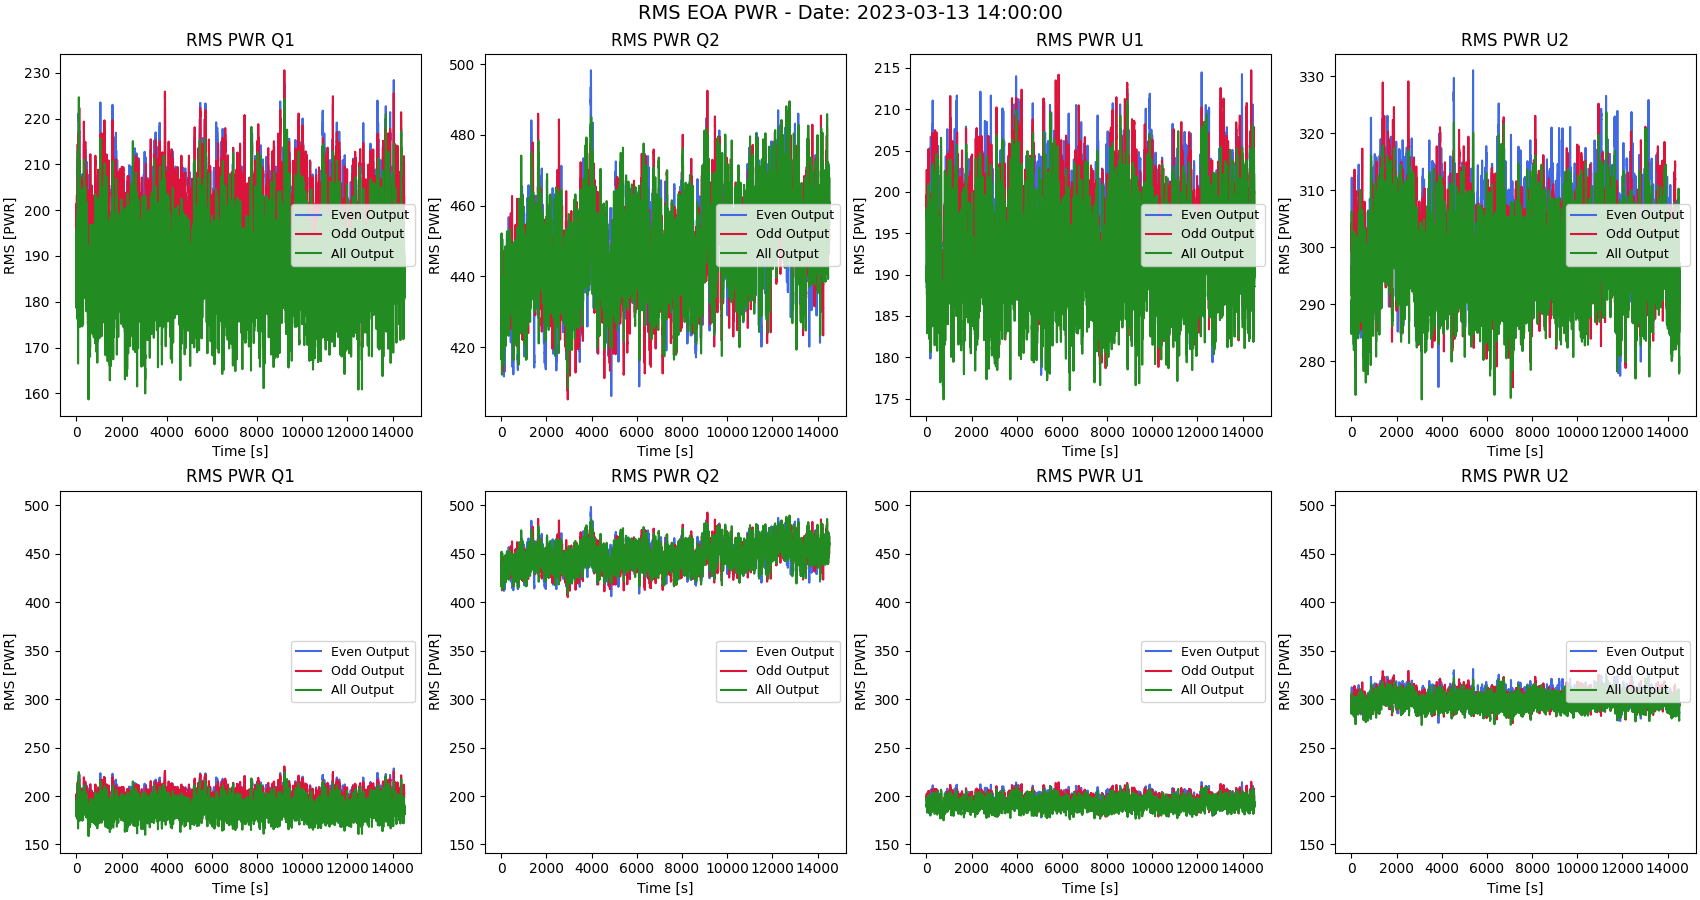 RMS EOA PWR - Date: 2023-03-13 14:00:00
RMS PWR Q1
RMS [PWR]
230
220
210
200
190
180
170
160
0 2000 4000 6000 8000 10000 12000 14000
Time [s]
Even Output
Odd Output
All Output
RMS PWR Q2
RMS [PWR]
500
480
460
440
420
0 2000 4000 6000 8000 10000 12000 14000
Time [s]
Even Output
Odd Output
All Output
RMS PWR U1
RMS [PWR]
215
210
205
200
195
190
185
180
175
0 2000 4000 6000 8000 10000 12000 14000
Time [s]
Even Output
Odd Output
All Output
RMS PWR U2
RMS [PWR]
330
320
310
300
290
280
0 2000 4000 6000 8000 10000 12000 14000
Time [s]
Even Output
Odd Output
All Output
RMS PWR Q1
RMS [PWR]
500
450
400
350
300
250
200
150
0 2000 4000 6000 8000 10000 12000 14000
Time [s]
Even Output
Odd Output
All Output
RMS PWR Q2
RMS [PWR]
500
450
400
350
300
250
200
150
0 2000 4000 6000 8000 10000 12000 14000
Time [s]
Even Output
Odd Output
All Output
RMS PWR U1
RMS [PWR]
500
450
400
350
300
250
200
150
0 2000 4000 6000 8000 10000 12000 14000
Time [s]
Even Output
Odd Output
All Output
RMS PWR U2
RMS [PWR]
500
450
400
350
300
250
200
150
0 2000 4000 6000 8000 10000 12000 14000
Time [s]
Even Output
Odd Output
All Output